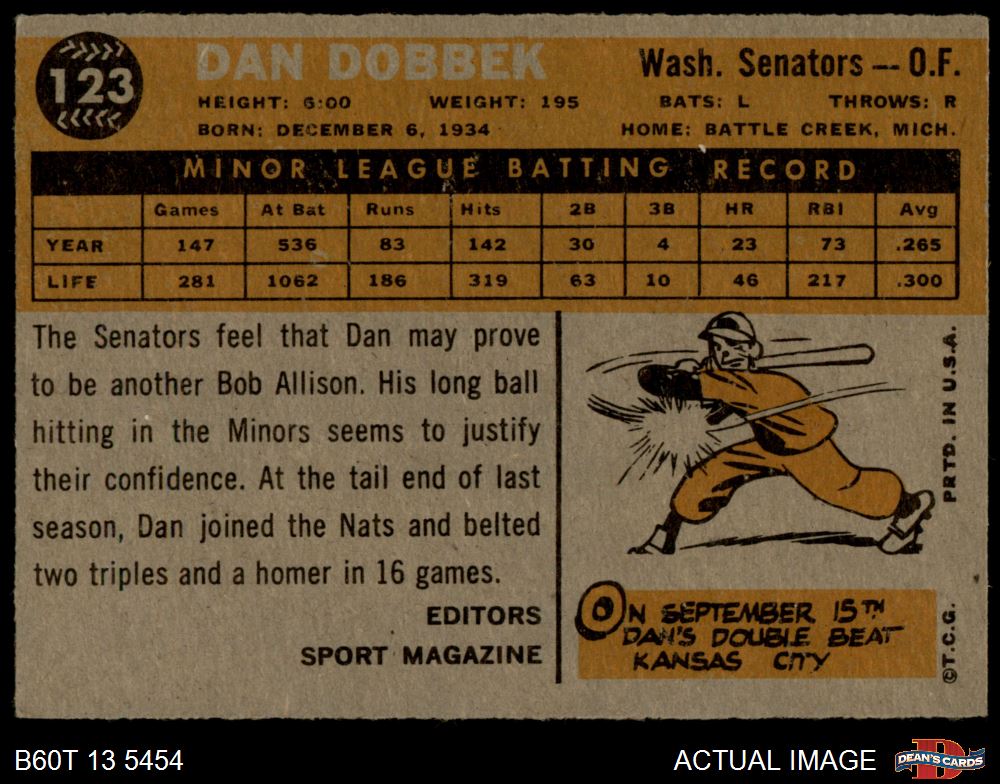 123
DAN DOBBEK
Wash. Senators — O.F.
HEIGHT: 6:00 WEIGHT: 195 BATS: L THROWS: R
BORN: DECEMBER 6, 1934 HOME: BATTLE CREEK, MICH.
MINOR LEAGUE BATTING RECORD
Games At Bat Runs Hits 2B 3B HR RBI Avg
YEAR 147 536 83 142 30 4 23 73 .265
LIFE 281 1062 186 319 63 10 46 217 .300
The Senators feel that Dan may prove
to be another Bob Allison. His long ball
hitting in the Minors seems to justify
their confidence. At the tail end of last
season, Dan joined the Nats and belted
two triples and a homer in 16 games.
EDITORS
SPORT MAGAZINE
ON SEPTEMBER 15TH
DAN'S DOUBLE BEAT
KANSAS CITY
PRTD. IN U.S.A.
©T.C.G.
B60T 13 5454
ACTUAL IMAGE
D
DEAN'S CARDS